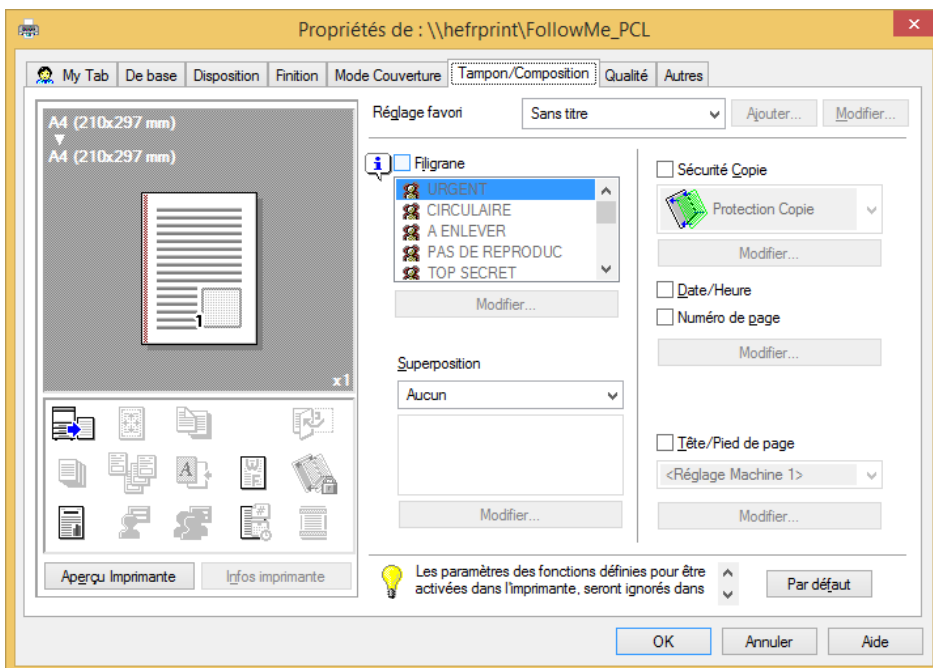 Propriétés de : \\hefrprint\FollowMe_PCL
My Tab
De base
Disposition
Finition
Mode Couverture
Tampon/Composition
Qualité
Autres
A4 (210x297 mm)
A4 (210x297 mm)
1
x1
Aperçu Imprimante
Infos imprimante
Réglage favori
Sans titre
Ajouter...
Modifier...
Filigrane
URGENT
CIRCULAIRE
A ENLEVER
PAS DE REPRODUC
TOP SECRET
Modifier...
Superposition
Aucun
Modifier...
Sécurité Copie
Protection Copie
Modifier...
Date/Heure
Numéro de page
Modifier...
Tête/Pied de page
<Réglage Machine 1>
Modifier...
Les paramètres des fonctions définies pour être
activées dans l'imprimante, seront ignorés dans
Par défaut
OK
Annuler
Aide